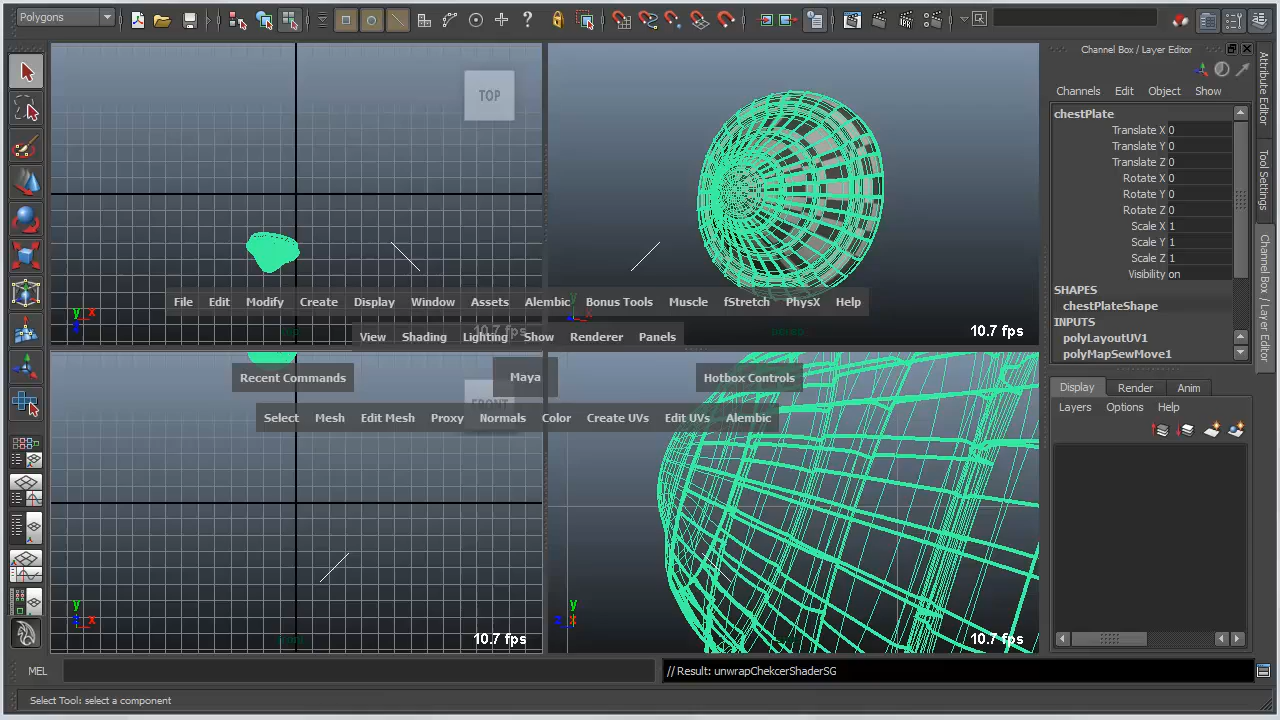 Polygons
Channel Box / Layer Editor
TOP
Channels Edit Object Show
chestPlate
Translate X 0
Translate Y 0
Translate Z 0
Rotate X 0
Rotate Y 0
Rotate Z 0
Scale X 1
Scale Y 1
Scale Z 1
Visibility on
SHAPES
chestPlateShape
INPUTS
polyLayoutUV1
polyMapSewMove1
Attribute Editor
Tool Settings
Channel Box / Layer Editor
File Edit Modify Create Display Window Assets Alembic Bonus Tools Muscle fStretch PhysX Help
y x
10.7 fps
10.7 fps
View Shading Lighting Show Renderer Panels
Recent Commands
Maya
Hotbox Controls
FRONT
Select Mesh Edit Mesh Proxy Normals Color Create UVs Edit UVs Alembic
Display Render Anim
Layers Options Help
y
x
front
10.7 fps
y
z
10.7 fps
MEL
// Result: unwrapChekcerShaderSG
Select Tool: select a component